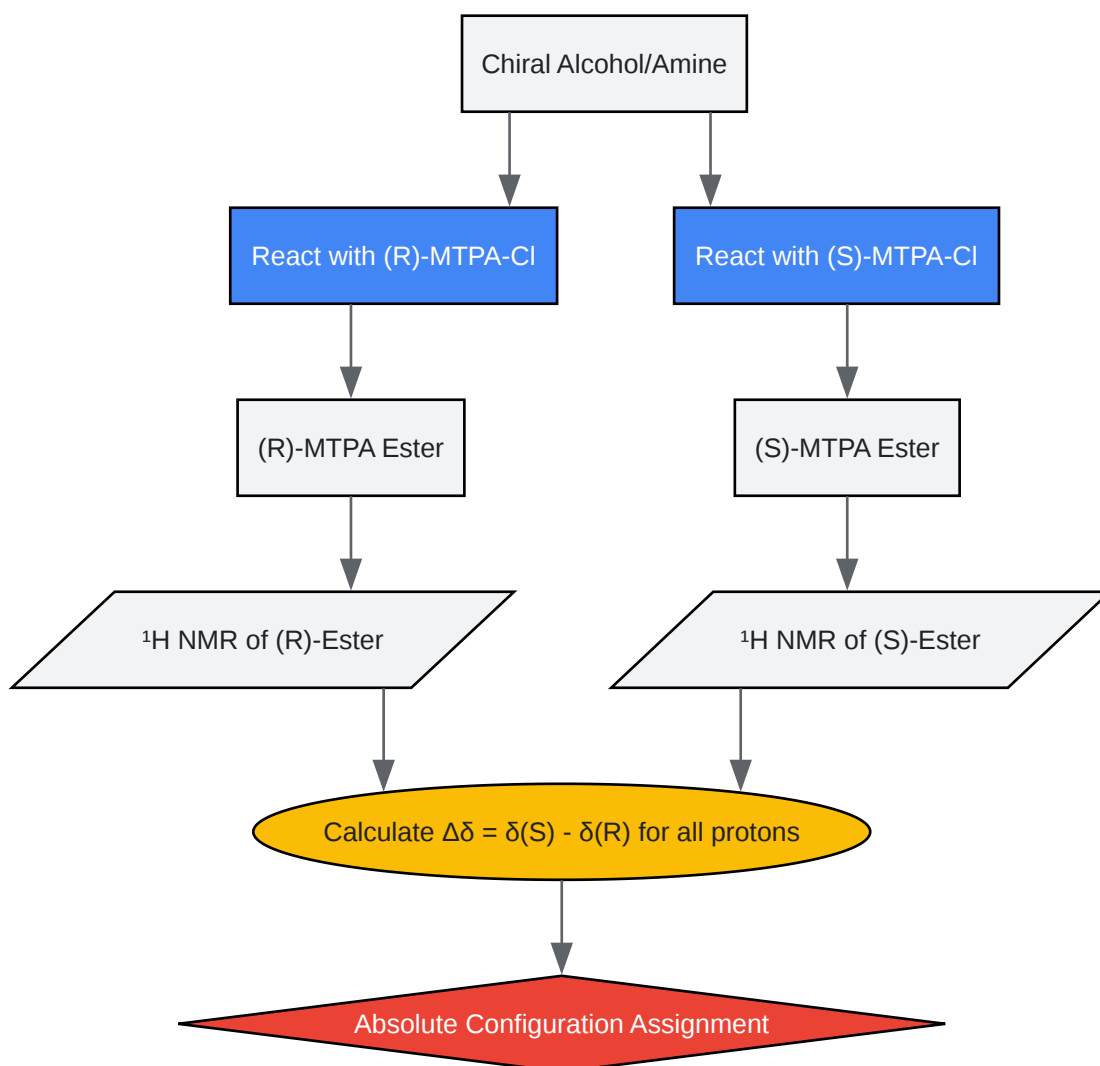 Chiral Alcohol/Amine
React with (R)-MTPA-Cl
React with (S)-MTPA-Cl
(R)-MTPA Ester
(S)-MTPA Ester
¹H NMR of (R)-Ester
¹H NMR of (S)-Ester
Calculate Δδ = δ(S) - δ(R) for all protons
Absolute Configuration Assignment